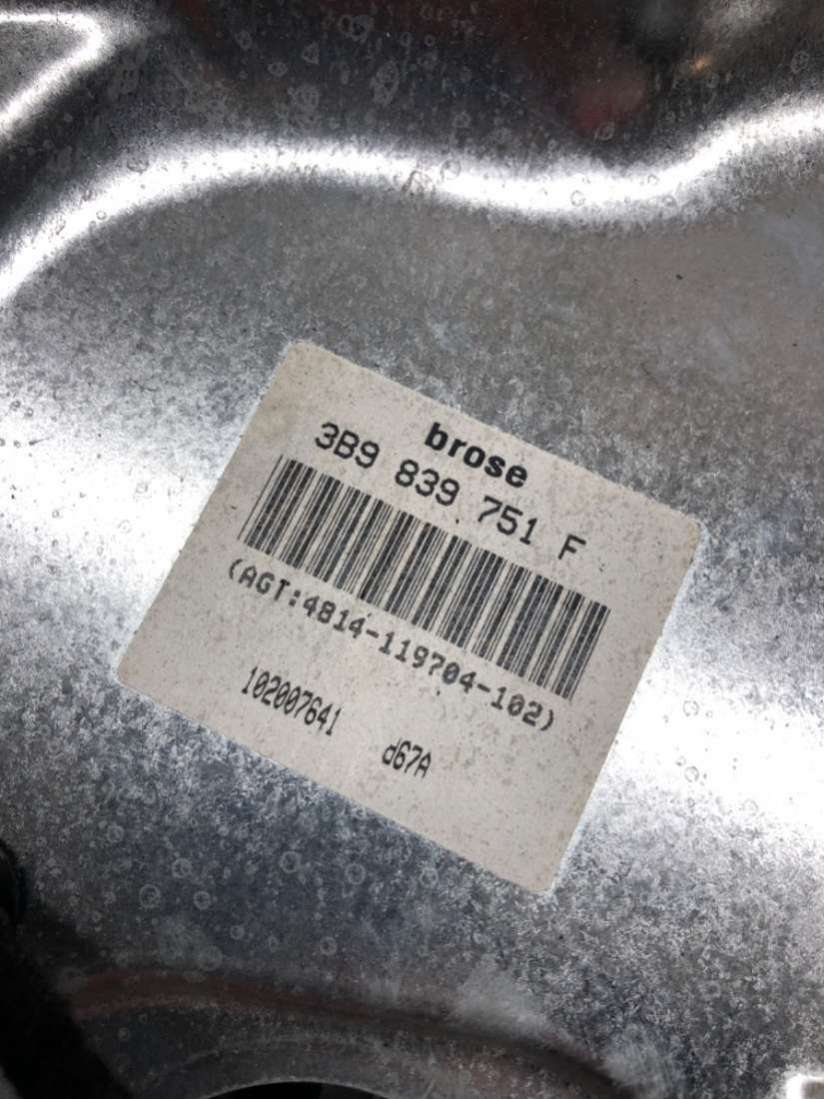 brose
3B9 839 751 F
(AGT:4814-119704-102)
102007641 d67A